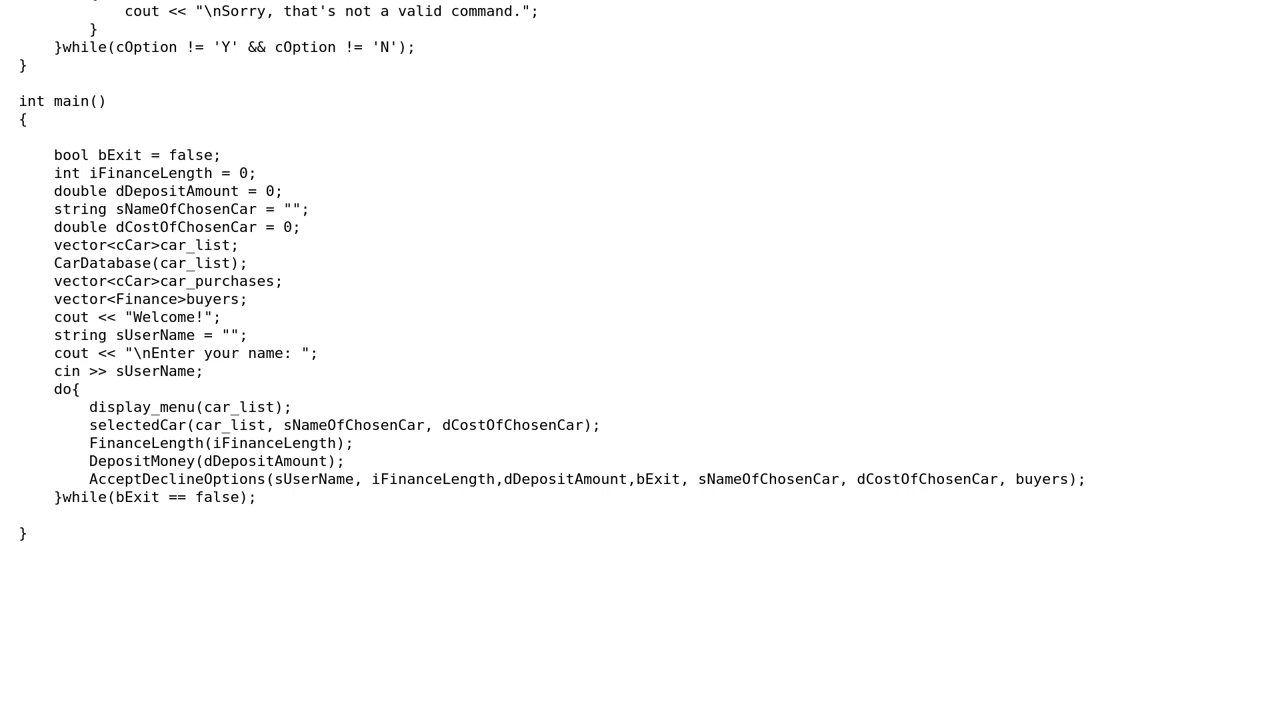 cout << "\nSorry, that's not a valid command.";
        }
    }while(cOption != 'Y' && cOption != 'N');
}

int main()
{

    bool bExit = false;
    int iFinanceLength = 0;
    double dDepositAmount = 0;
    string sNameOfChosenCar = "";
    double dCostOfChosenCar = 0;
    vector<cCar>car_list;
    CarDatabase(car_list);
    vector<cCar>car_purchases;
    vector<Finance>buyers;
    cout << "Welcome!";
    string sUserName = "";
    cout << "\nEnter your name: ";
    cin >> sUserName;
    do{
        display_menu(car_list);
        selectedCar(car_list, sNameOfChosenCar, dCostOfChosenCar);
        FinanceLength(iFinanceLength);
        DepositMoney(dDepositAmount);
        AcceptDeclineOptions(sUserName, iFinanceLength,dDepositAmount,bExit, sNameOfChosenCar, dCostOfChosenCar, buyers);
    }while(bExit == false);

}